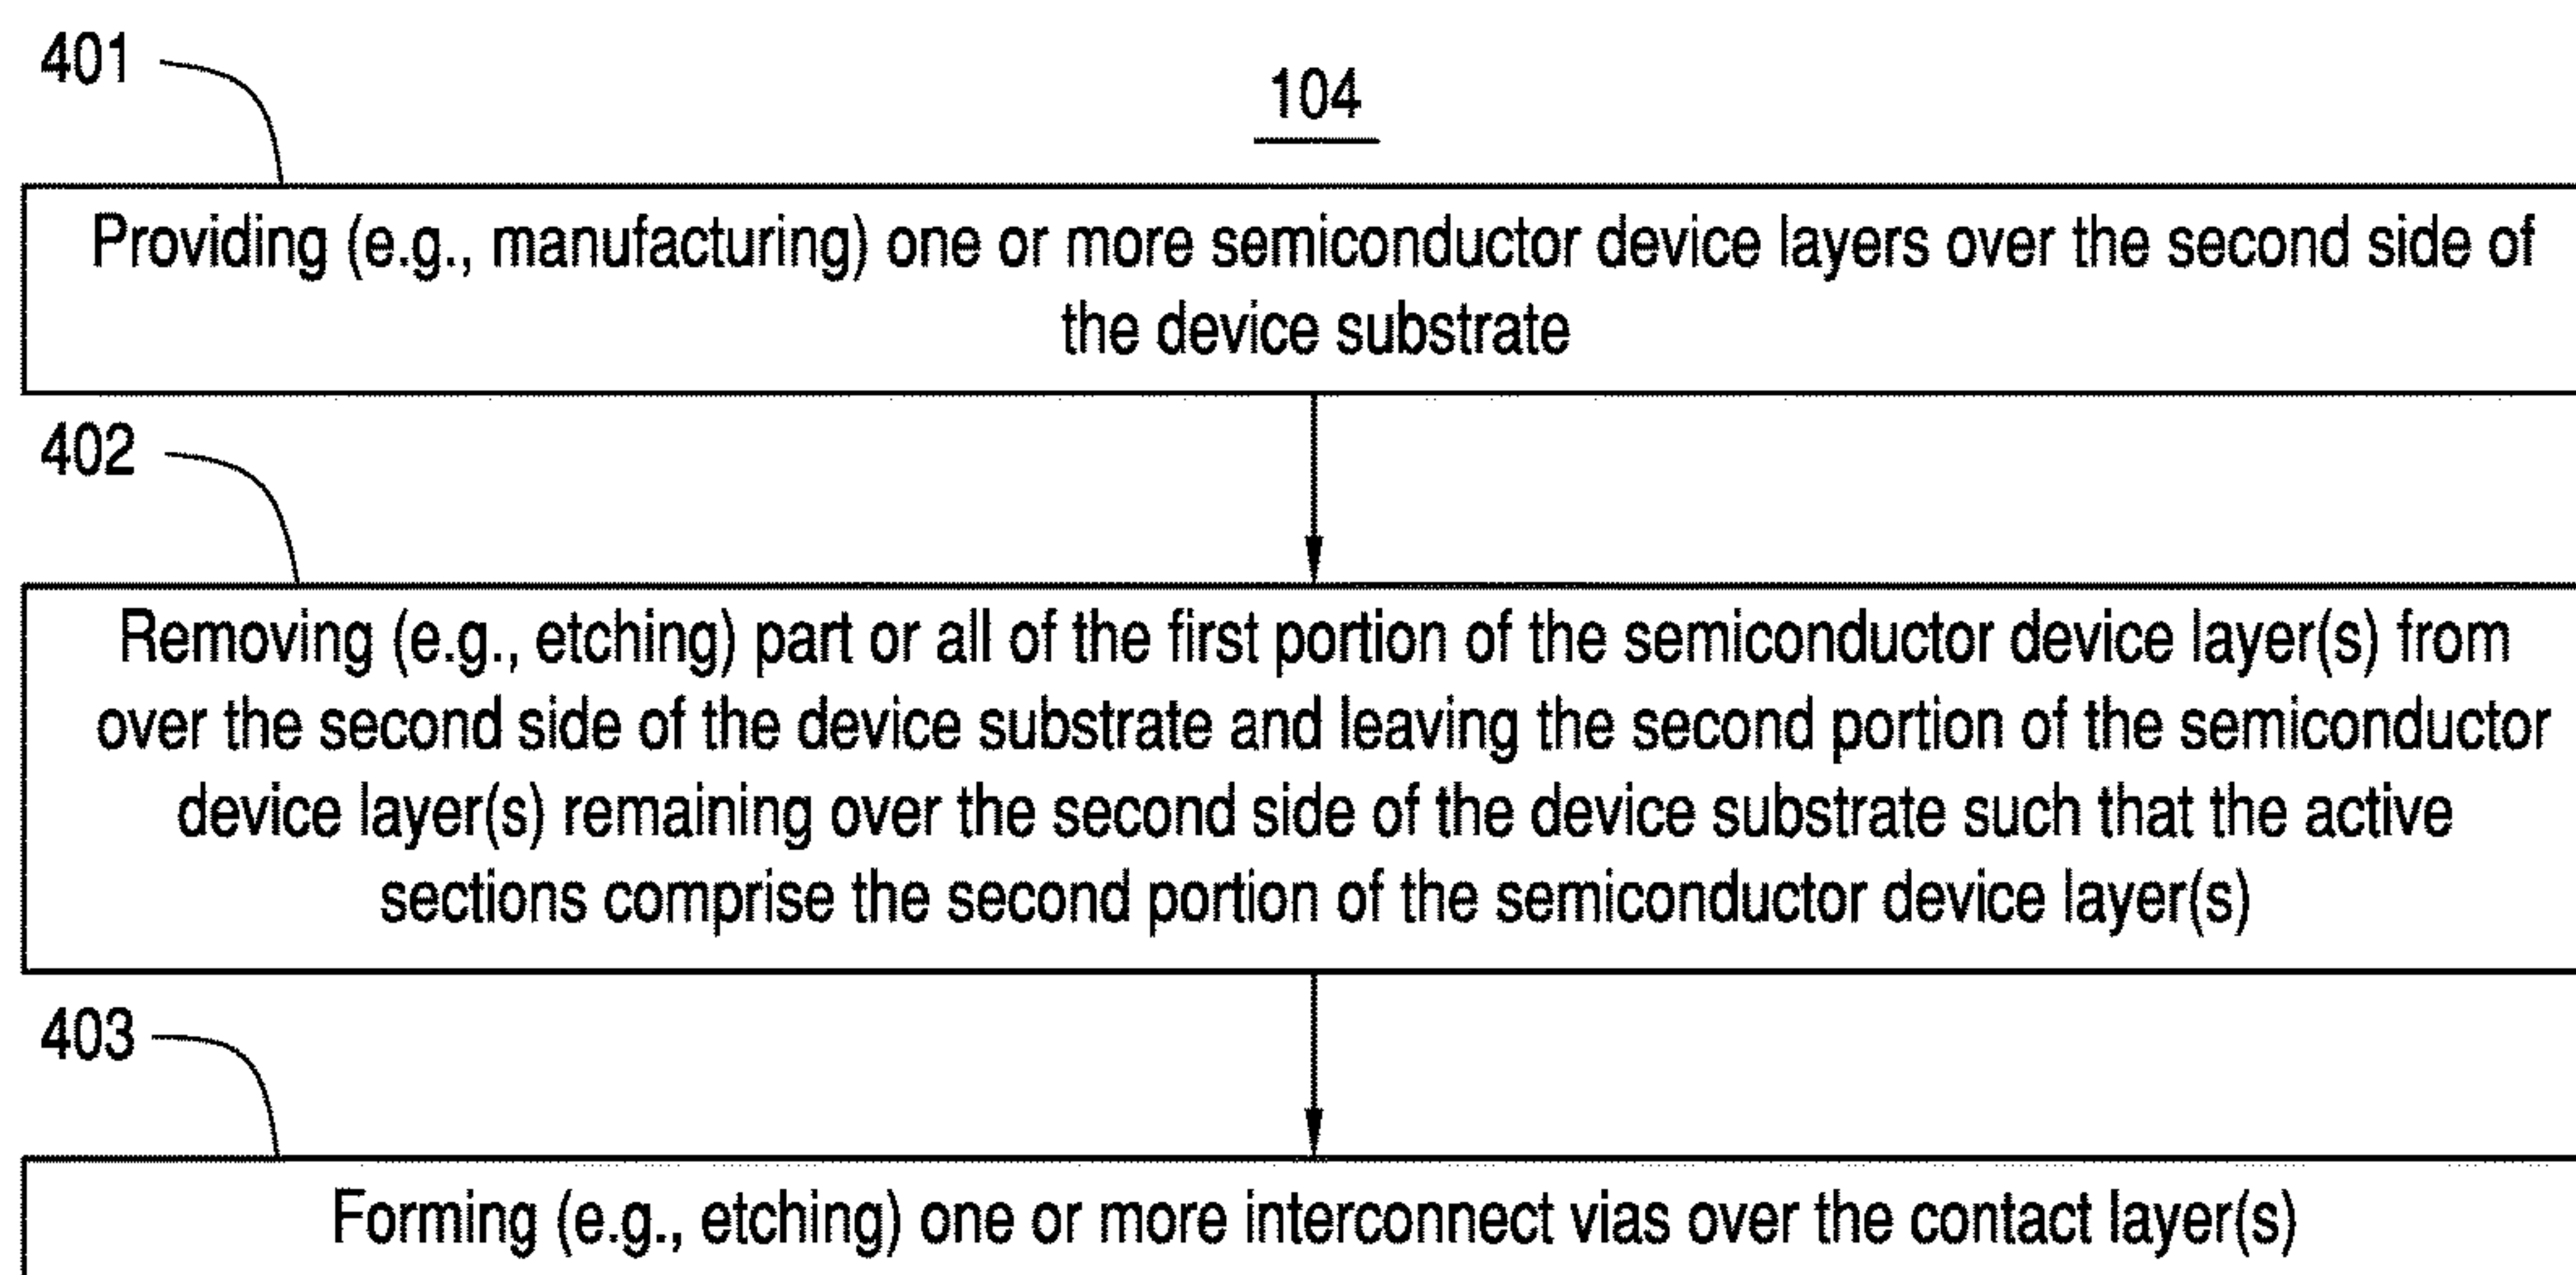 401
104
Providing (e.g., manufacturing) one or more semiconductor device layers over the second side of
the device substrate
402
Removing (e.g., etching) part or all of the first portion of the semiconductor device layer(s) from
over the second side of the device substrate and leaving the second portion of the semiconductor
device layer(s) remaining over the second side of the device substrate such that the active
sections comprise the second portion of the semiconductor device layer(s)
403
Forming (e.g., etching) one or more interconnect vias over the contact layer(s)